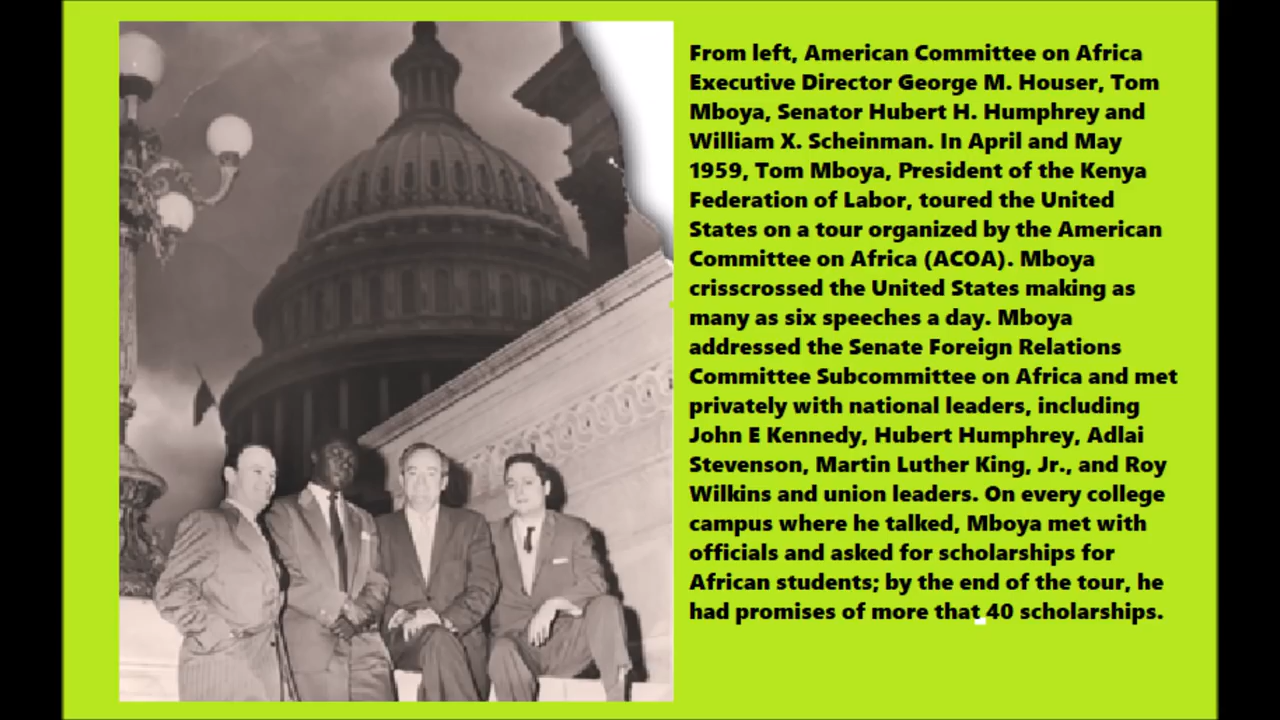 From left, American Committee on Africa
Executive Director George M. Houser, Tom
Mboya, Senator Hubert H. Humphrey and
William X. Scheinman. In April and May
1959, Tom Mboya, President of the Kenya
Federation of Labor, toured the United
States on a tour organized by the American
Committee on Africa (ACOA). Mboya
crisscrossed the United States making as
many as six speeches a day. Mboya
addressed the Senate Foreign Relations
Committee Subcommittee on Africa and met
privately with national leaders, including
John E Kennedy, Hubert Humphrey, Adlai
Stevenson, Martin Luther King, Jr., and Roy
Wilkins and union leaders. On every college
campus where he talked, Mboya met with
officials and asked for scholarships for
African students; by the end of the tour, he
had promises of more that 40 scholarships.